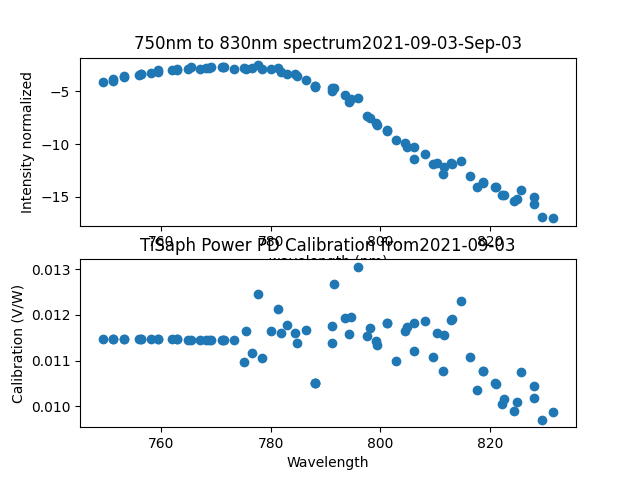 750nm to 830nm spectrum2021-09-03-Sep-03
Intensity normalized
−5
−10
−15
760
780
800
820
wavelength (nm)
TiSaph Power PD Calibration from2021-09-03
Calibration (V/W)
0.013
0.012
0.011
0.010
760
780
800
820
Wavelength